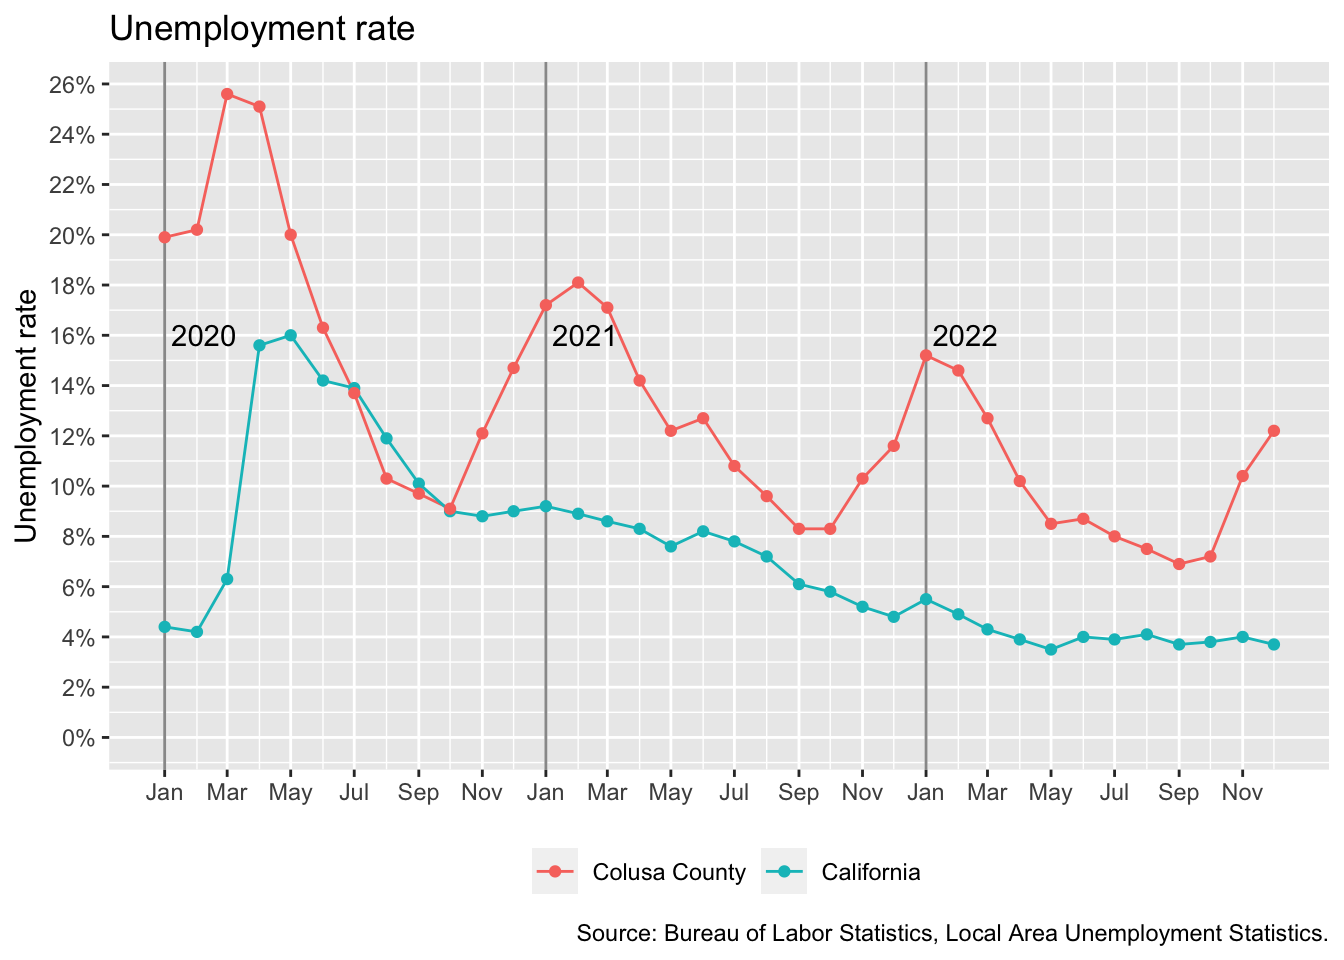 Unemployment rate
Unemployment rate
26%
24%
22%
20%
18%
16%
14%
12%
10%
8%
6%
4%
2%
0%
2020 2021 2022
Jan Mar May Jul Sep Nov Jan Mar May Jul Sep Nov Jan Mar May Jul Sep Nov
Colusa County California
Source: Bureau of Labor Statistics, Local Area Unemployment Statistics.